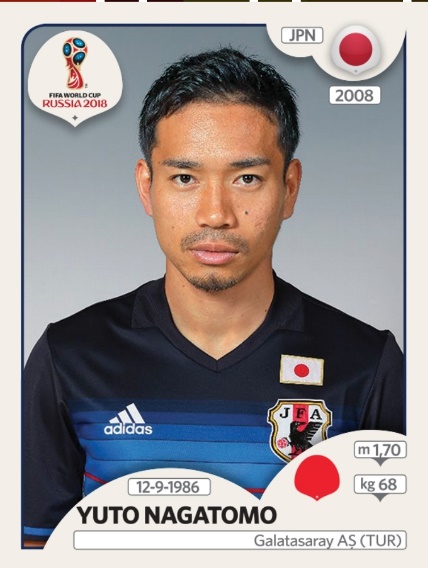 JPN
FIFA WORLD CUP
RUSSIA 2018
2008
adidas
JFA
m 1,70
kg 68
12-9-1986
YUTO NAGATOMO
Galatasaray AŞ (TUR)